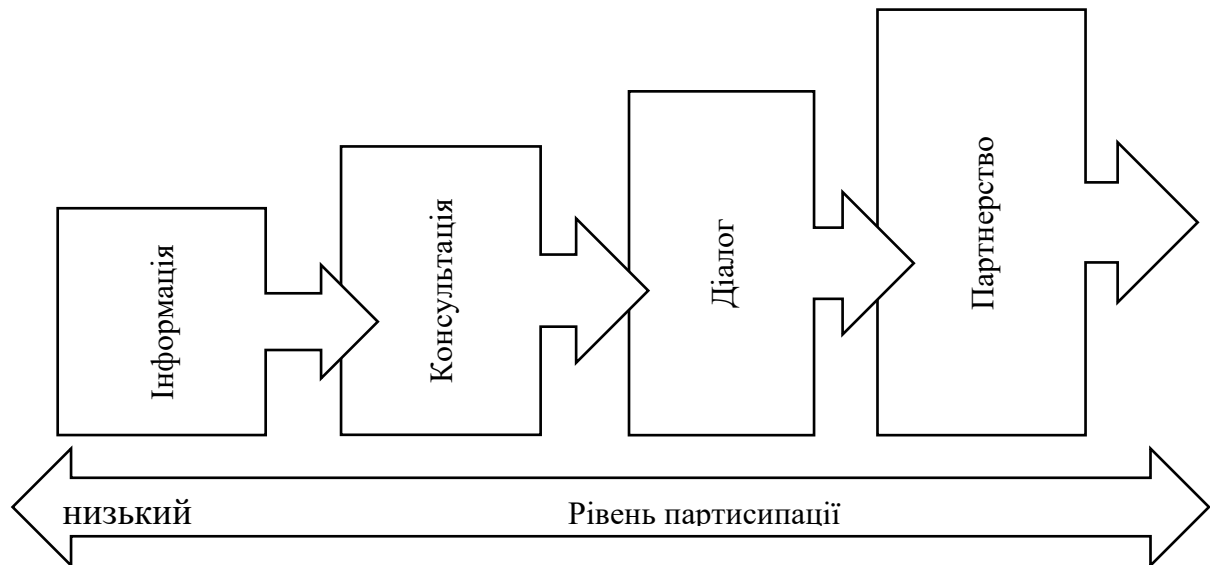 Інформація
Консультація
Діалог
Партнерство
низький Рівень партисипації